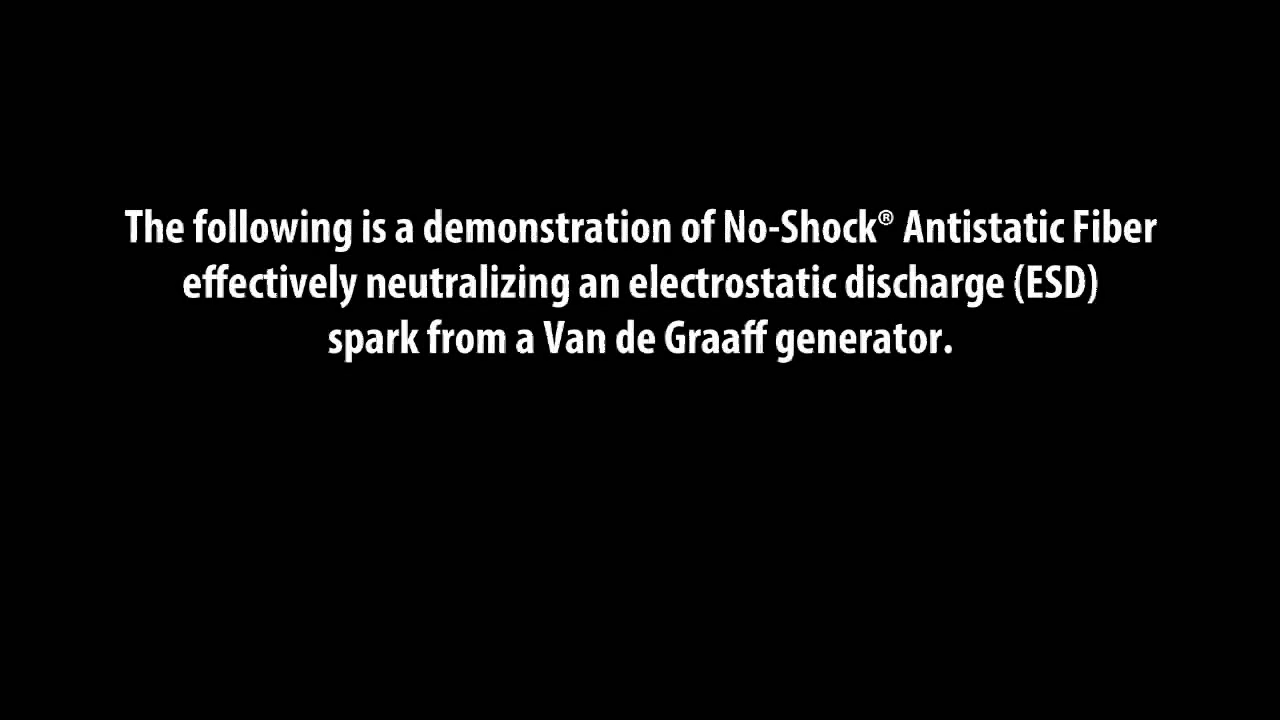 The following is a demonstration of No-Shock® Antistatic Fiber
effectively neutralizing an electrostatic discharge (ESD)
spark from a Van de Graaff generator.